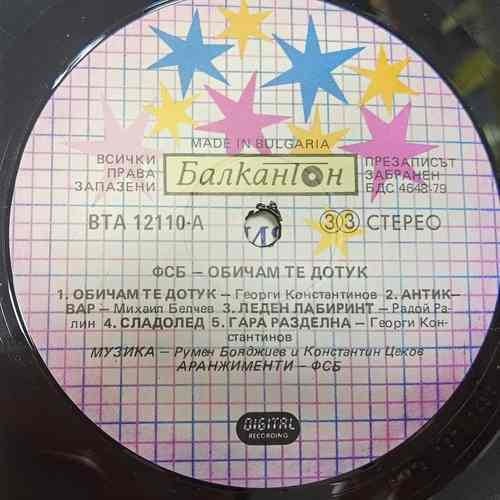 MADE IN BULGARIA
ВСИЧКИ
ПРАВА
ЗАПАЗЕНИ
Балкантон
ПРЕЗАПИСЪТ
ЗАБРАНЕН
БДС 4648-79
ВТА 12110-А
33 СТЕРЕО
ФСБ – ОБИЧАМ ТЕ ДОТУК
1. ОБИЧАМ ТЕ ДОТУК – Георги Константинов 2. АНТИК-
ВАР – Михаил Белчев 3. ЛЕДЕН ЛАБИРИНТ – Радой Ра-
лин 4. СЛАДОЛЕД 5. ГАРА РАЗДЕЛНА – Георги Кон-
стантинов
МУЗИКА – Румен Бояджиев и Константин Цеков
АРАНЖИМЕНТИ – ФСБ
DIGITAL
RECORDING